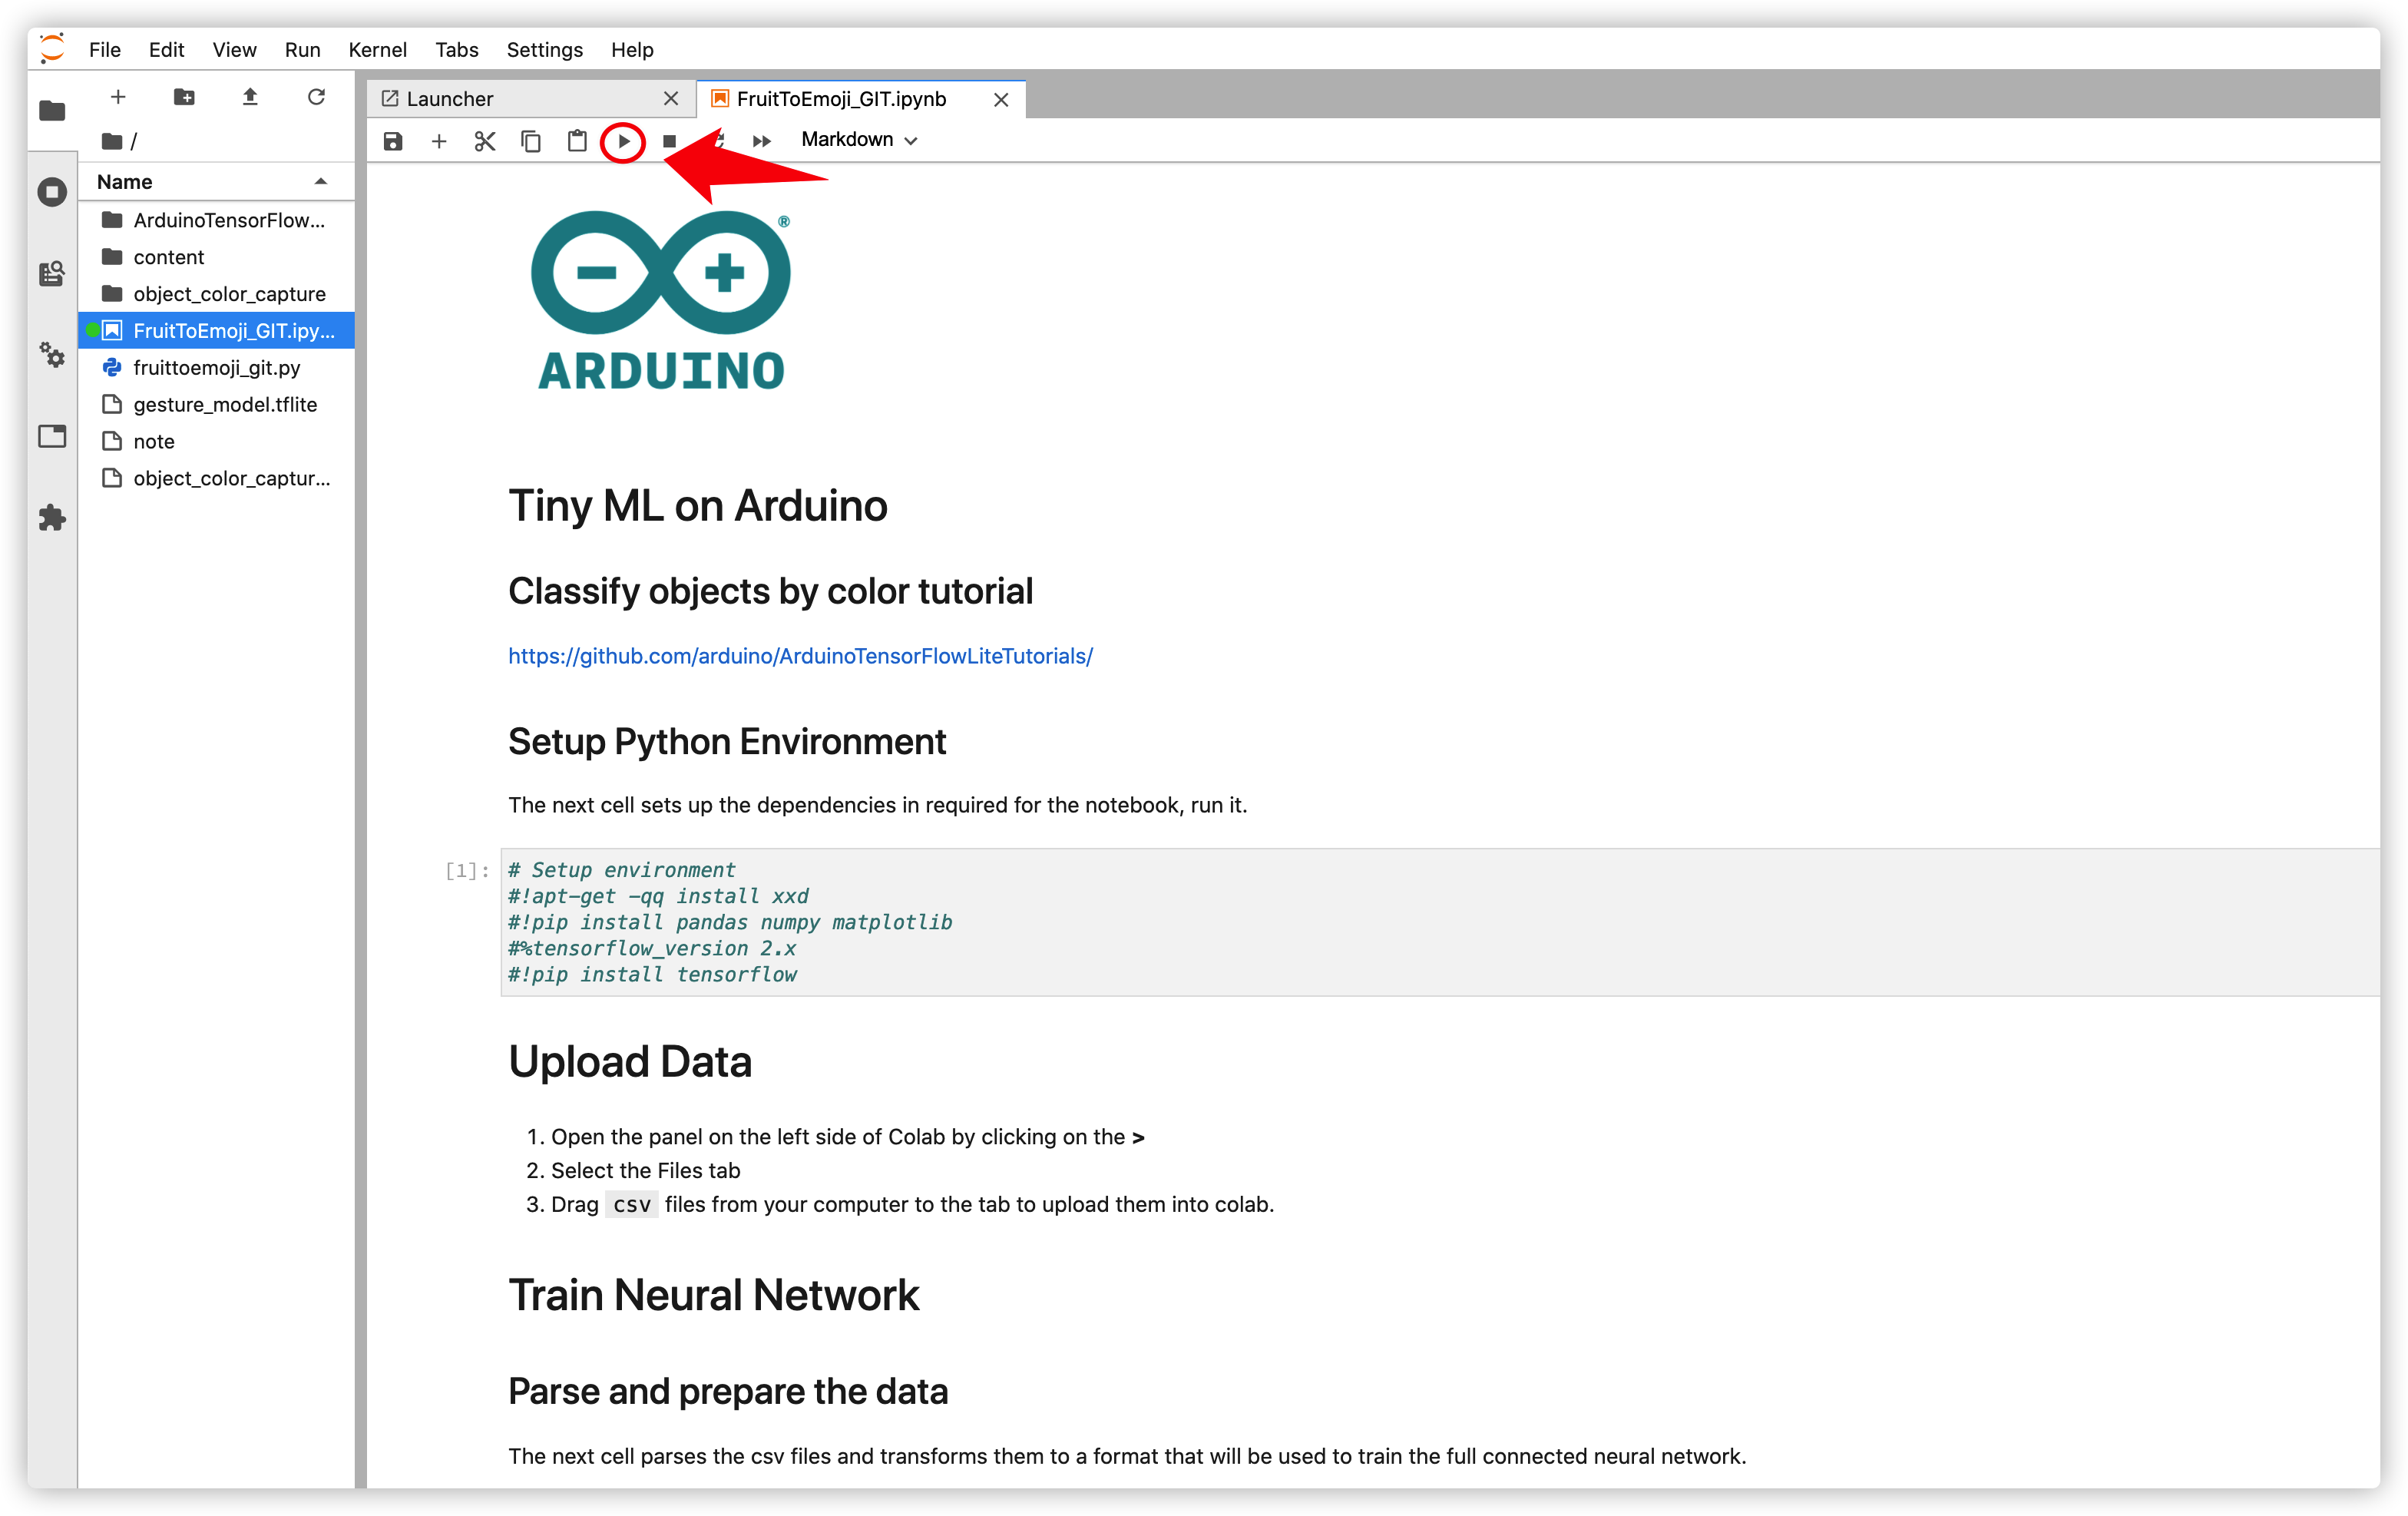 File Edit View Run Kernel Tabs Settings Help
Launcher
FruitToEmoji_GIT.ipynb
/
Markdown
Name
ArduinoTensorFlow...
content
object_color_capture
FruitToEmoji_GIT.ipy...
fruittoemoji_git.py
gesture_model.tflite
note
object_color_captur...
®
ARDUINO
Tiny ML on Arduino
Classify objects by color tutorial
https://github.com/arduino/ArduinoTensorFlowLiteTutorials/
Setup Python Environment
The next cell sets up the dependencies in required for the notebook, run it.
[1]:
# Setup environment
#!apt-get -qq install xxd
#!pip install pandas numpy matplotlib
#%tensorflow_version 2.x
#!pip install tensorflow
Upload Data
1. Open the panel on the left side of Colab by clicking on the >
2. Select the Files tab
3. Drag csv files from your computer to the tab to upload them into colab.
Train Neural Network
Parse and prepare the data
The next cell parses the csv files and transforms them to a format that will be used to train the full connected neural network.